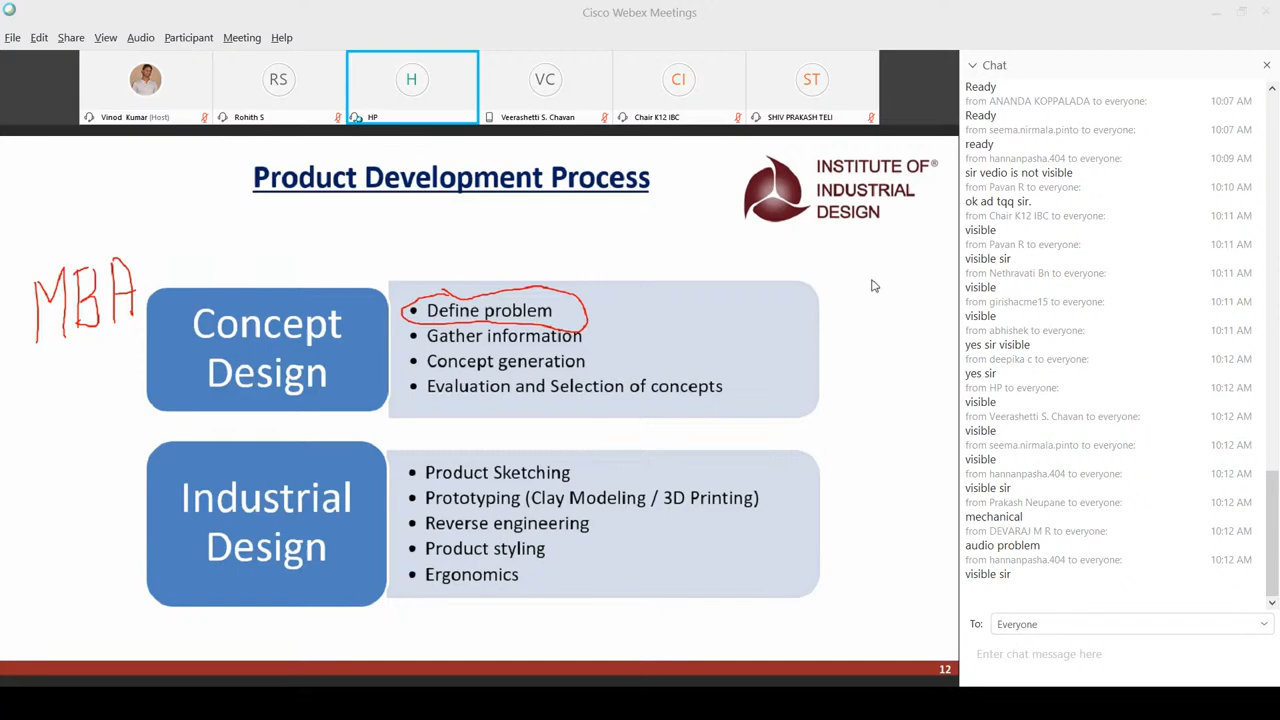 Cisco Webex Meetings
File Edit Share View Audio Participant Meeting Help
RS
H
VC
CI
ST
Vinod Kumar (Host)
Rohith S
HP
Veerashetti S. Chavan
Chair K12 IBC
SHIV PRAKASH TELI
Product Development Process
INSTITUTE OF®
INDUSTRIAL
DESIGN
MBA
Concept
Design
• Define problem
• Gather information
• Concept generation
• Evaluation and Selection of concepts
Industrial
Design
• Product Sketching
• Prototyping (Clay Modeling / 3D Printing)
• Reverse engineering
• Product styling
• Ergonomics
12
Chat
Ready
from ANANDA KOPPALADA to everyone: 10:07 AM
Ready
from seema.nirmala.pinto to everyone: 10:07 AM
ready
from hannanpasha.404 to everyone: 10:09 AM
sir vedio is not visible
from Pavan R to everyone: 10:10 AM
ok ad tqq sir.
from Chair K12 IBC to everyone: 10:11 AM
visible
from Pavan R to everyone: 10:11 AM
visible sir
from Nethravati Bn to everyone: 10:11 AM
visible
from girishacme15 to everyone: 10:11 AM
visible
from abhishek to everyone: 10:11 AM
yes sir visible
from deepika c to everyone: 10:12 AM
yes sir
from HP to everyone: 10:12 AM
visible
from Veerashetti S. Chavan to everyone: 10:12 AM
visible
from seema.nirmala.pinto to everyone: 10:12 AM
visible
from hannanpasha.404 to everyone: 10:12 AM
visible sir
from Prakash Neupane to everyone: 10:12 AM
mechanical
from DEVARAJ M R to everyone: 10:12 AM
audio problem
from hannanpasha.404 to everyone: 10:12 AM
visible sir
To: Everyone
Enter chat message here